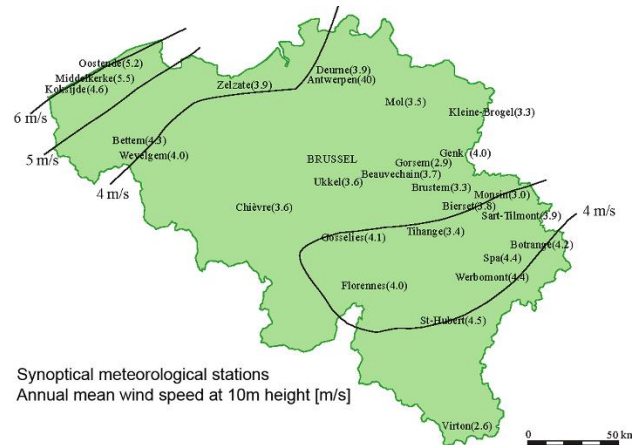 Oostende(5.2)
Middelkerke(5.5)
Koksijde(4.6)
6 m/s
5 m/s
4 m/s
Bettem(4.3)
Wevelgem(4.0)
Zelzate(3.9)
Deurne(3.9)
Antwerpen(40)
Mol(3.5)
Kleine-Brogel(3.3)
BRUSSEL
Ukkel(3.6)
Gorsem(2.9)
Genk (4.0)
Beauvechain(3.7)
Brustem(3.3)
Monsin(3.0)
Bierset(3.8)
Sart-Tilmont(3.9)
4 m/s
Chièvre(3.6)
Gosselies(4.1)
Tihange(3.4)
Botrange(4.2)
Spa(4.4)
Werbomont(4.4)
Florennes(4.0)
St-Hubert(4.5)
Synoptical meteorological stations
Annual mean wind speed at 10m height [m/s]
Virton(2.6)
0 50 km